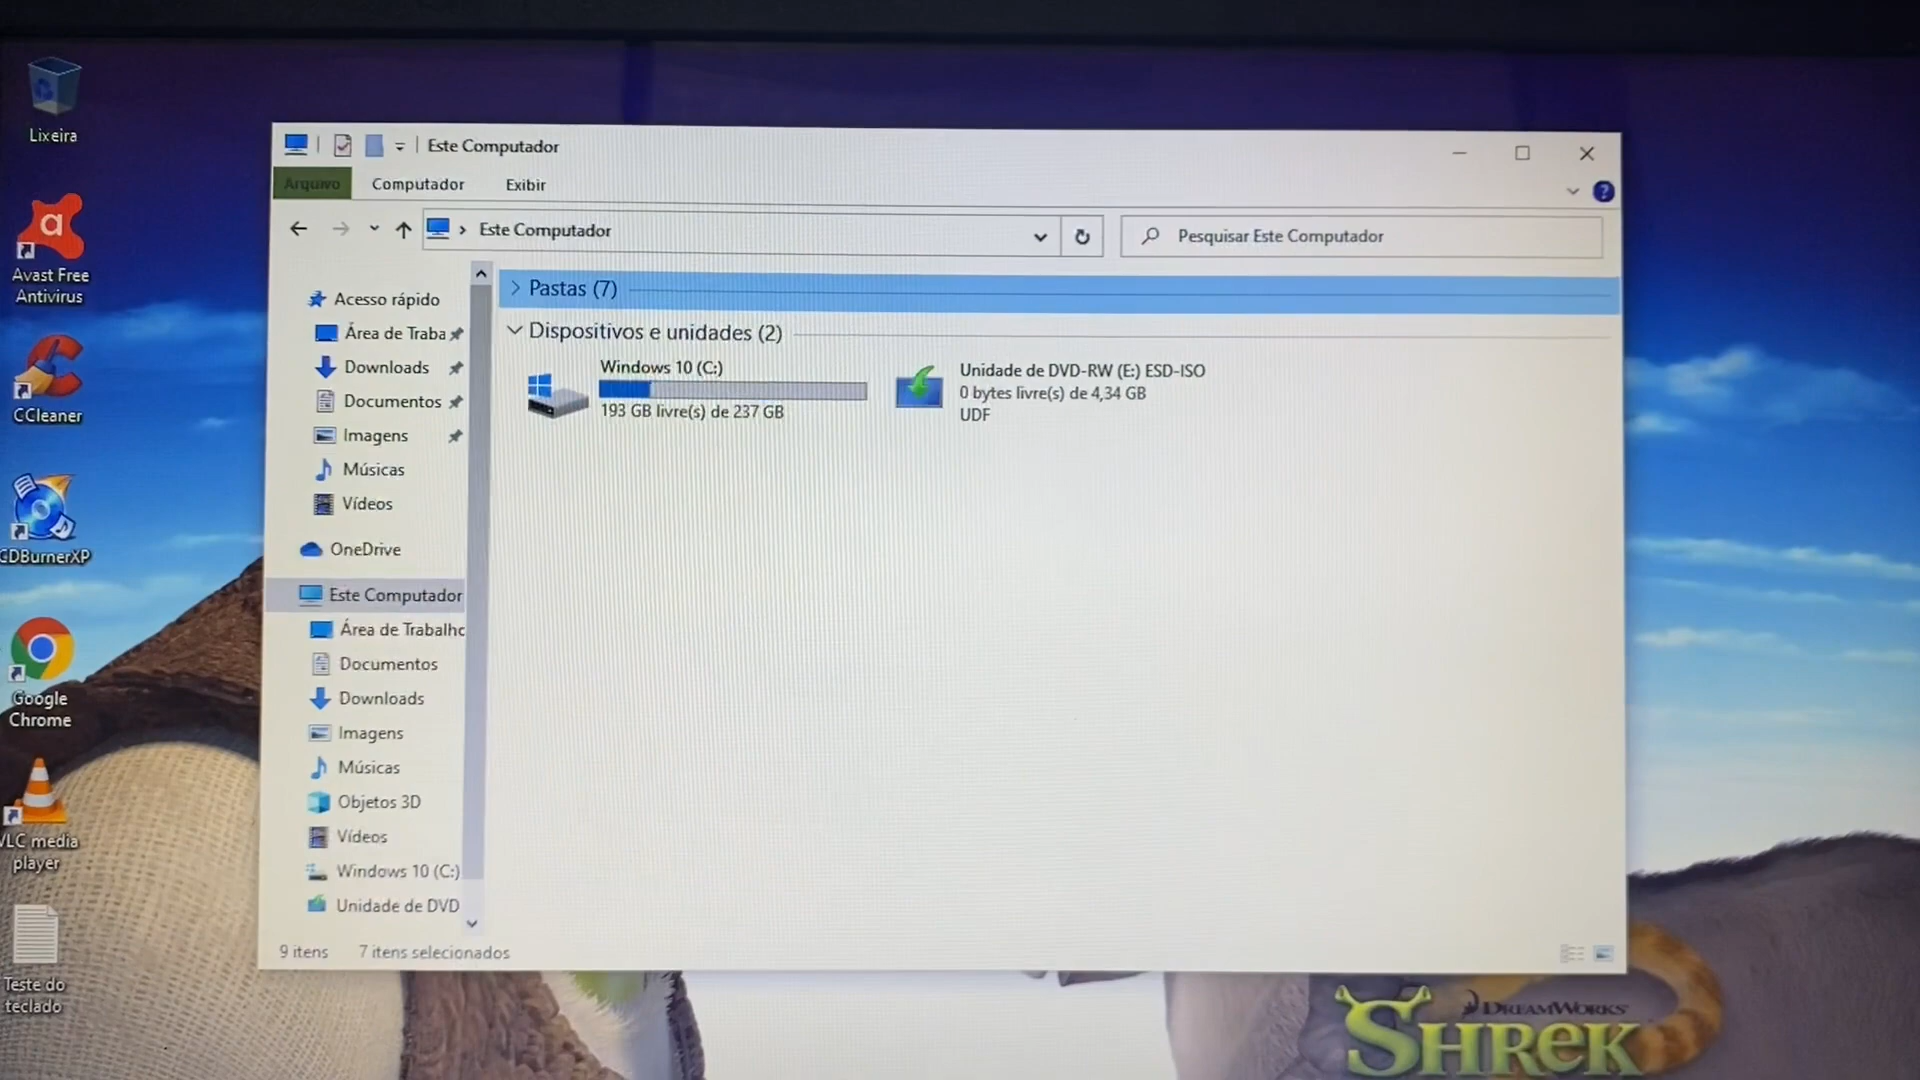 Lixeira
Avast Free
Antivirus
CCleaner
CDBurnerXP
Google
Chrome
VLC media
player
Teste do
teclado
Este Computador
Arquivo
Computador
Exibir
Este Computador
Pesquisar Este Computador
Acesso rápido
Área de Traba
Downloads
Documentos
Imagens
Músicas
Vídeos
OneDrive
Este Computador
Área de Trabalho
Documentos
Downloads
Imagens
Músicas
Objetos 3D
Vídeos
Windows 10 (C:)
Unidade de DVD
Pastas (7)
Dispositivos e unidades (2)
Windows 10 (C:)
193 GB livre(s) de 237 GB
Unidade de DVD-RW (E:) ESD-ISO
0 bytes livre(s) de 4,34 GB
UDF
9 itens
7 itens selecionados
DREAMWORKS
SHREK